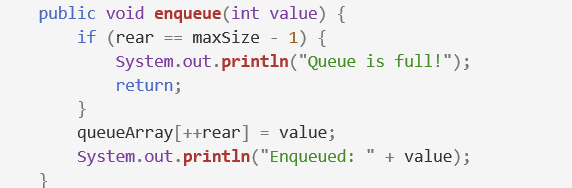 public void enqueue(int value) {
if (rear == maxSize - 1) {
System.out.println("Queue is full!");
return;
}
queueArray[++rear] = value;
System.out.println("Enqueued: " + value);
}